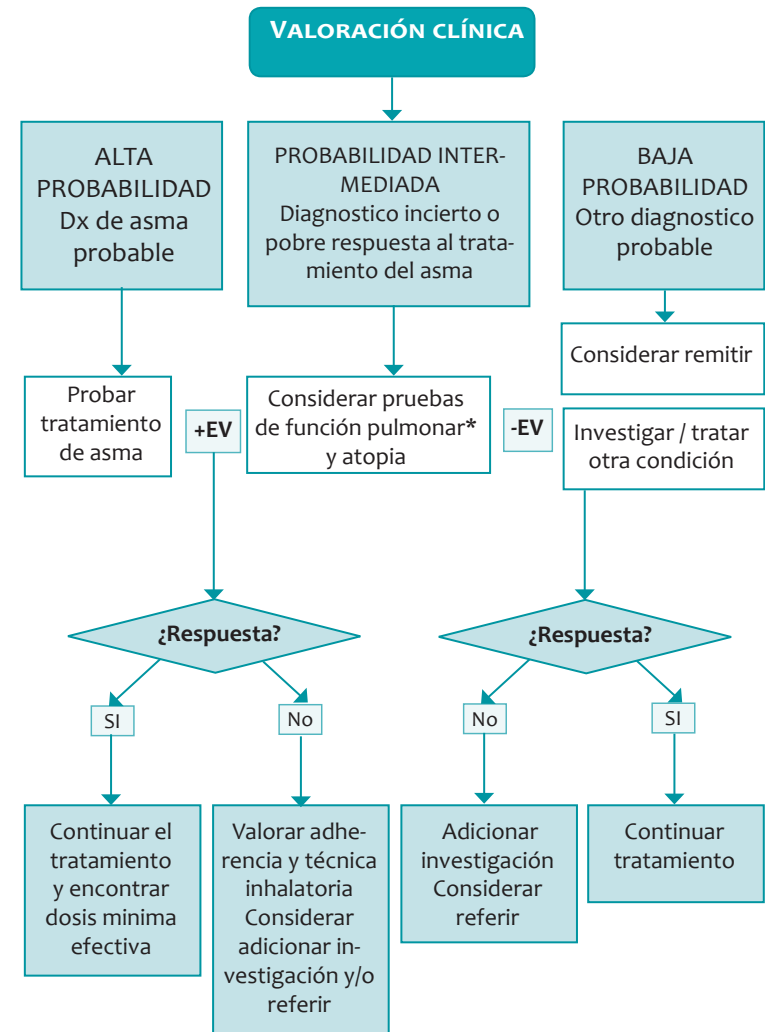 VALORACIÓN CLÍNICA
ALTA
PROBABILIDAD
Dx de asma
probable
PROBABILIDAD INTER-
MEDIADA
Diagnostico incierto o
pobre respuesta al trata-
miento del asma
BAJA
PROBABILIDAD
Otro diagnostico
probable
Considerar remitir
Probar
tratamiento
de asma
+EV
Considerar pruebas
de función pulmonar*
y atopia
-EV
Investigar / tratar
otra condición
¿Respuesta?
¿Respuesta?
SI
No
No
SI
Continuar el
tratamiento
y encontrar
dosis minima
efectiva
Valorar adhe-
rencia y técnica
inhalatoria
Considerar
adicionar in-
vestigación y/o
referir
Adicionar
investigación
Considerar
referir
Continuar
tratamiento